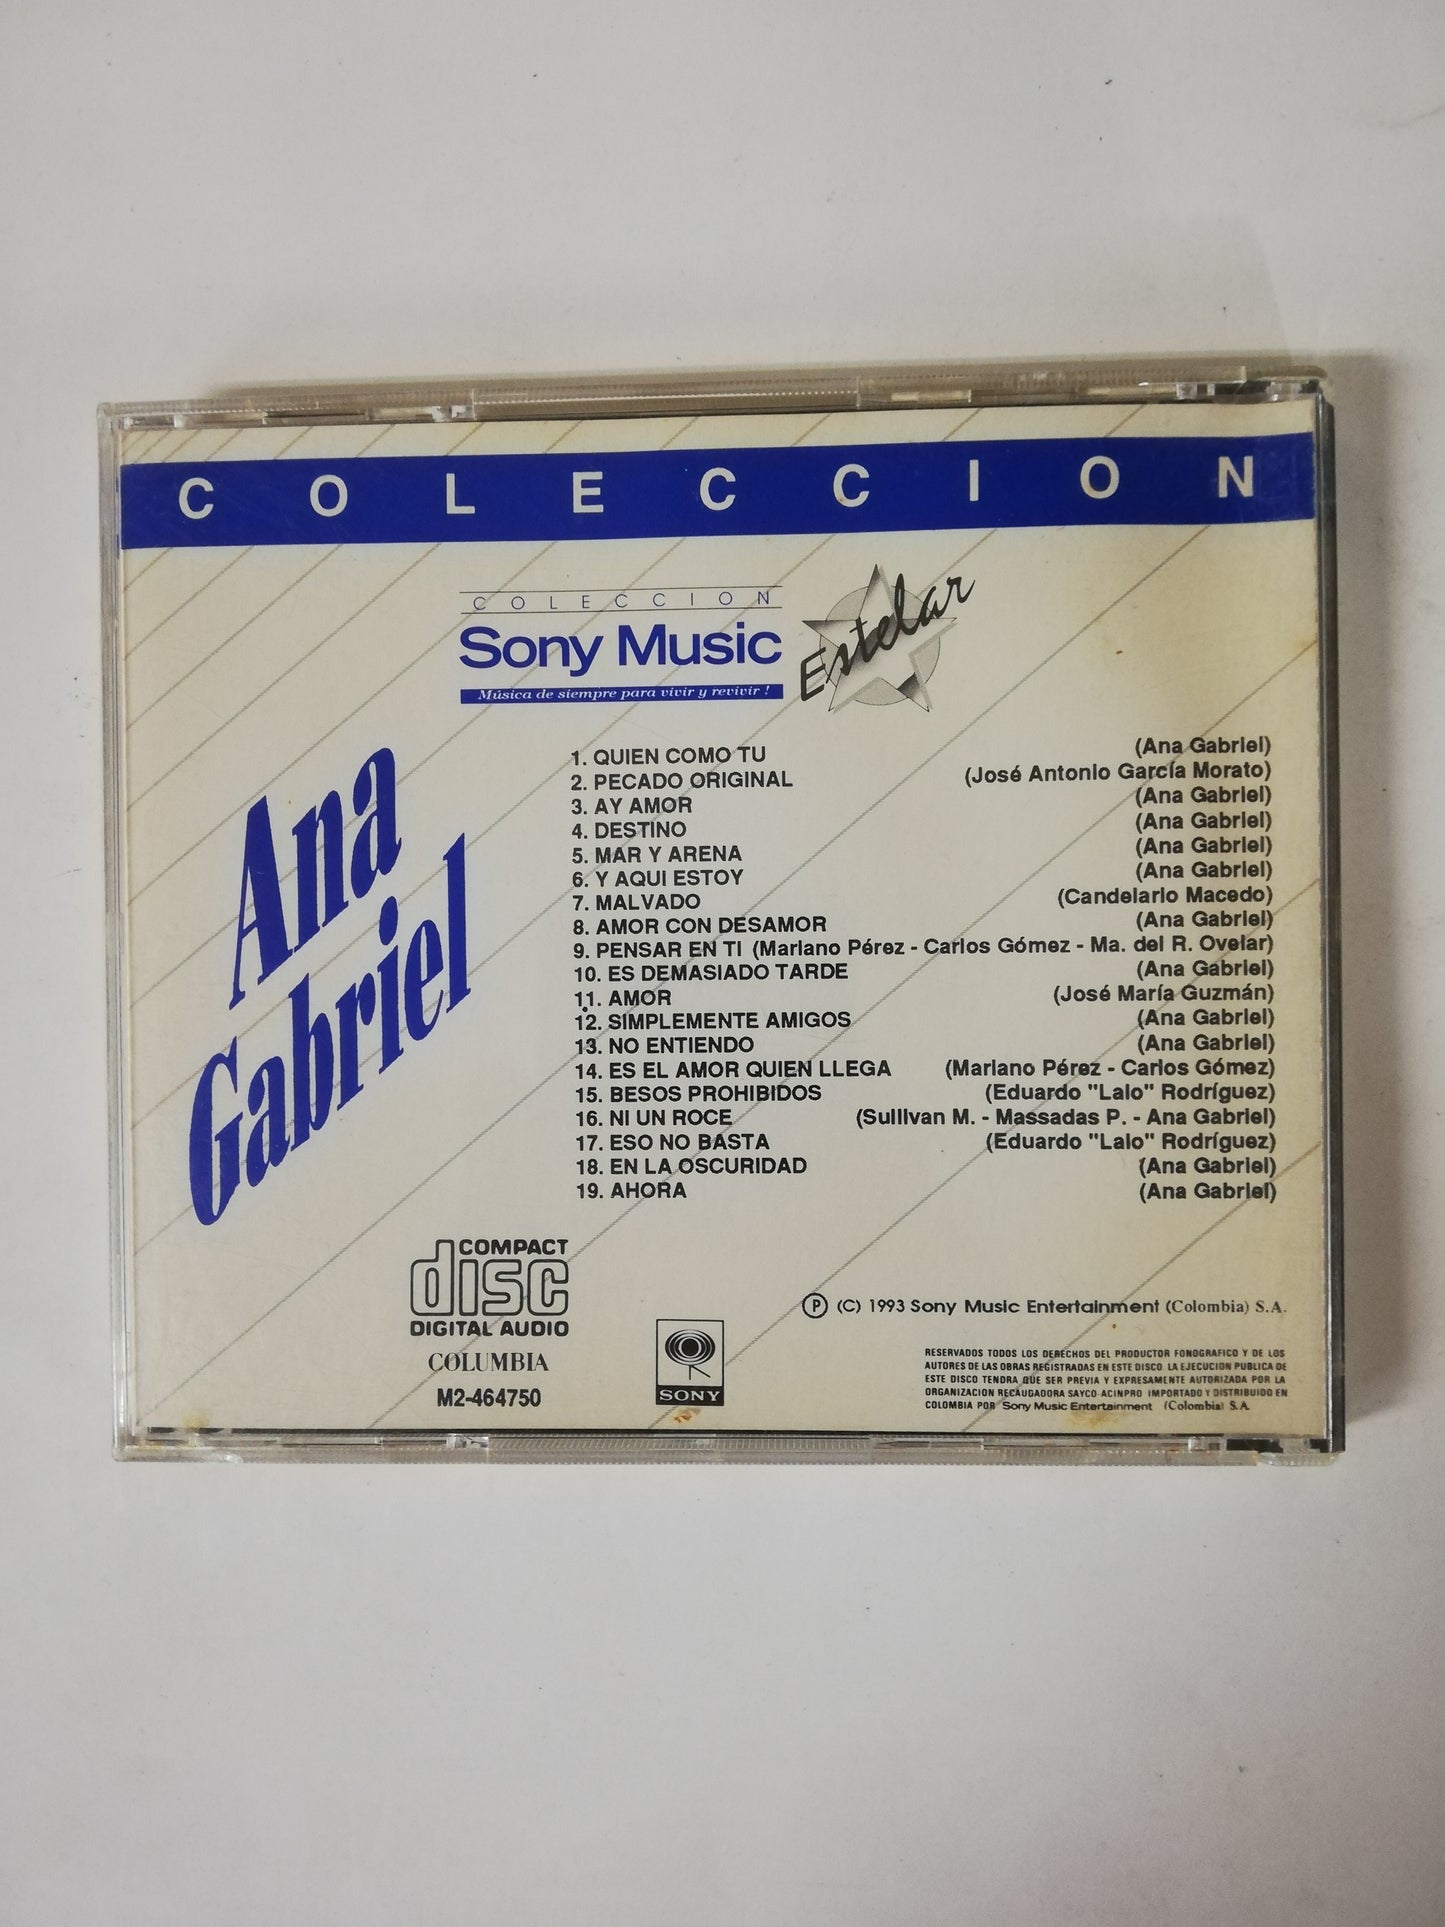 COLECCION
COLECCION
Sony Music
Música de siempre para vivir y revivir !
Estelar
Ana
Gabriel
1. QUIEN COMO TU (Ana Gabriel)
2. PECADO ORIGINAL (José Antonio García Morato)
3. AY AMOR (Ana Gabriel)
4. DESTINO (Ana Gabriel)
5. MAR Y ARENA (Ana Gabriel)
6. Y AQUI ESTOY (Ana Gabriel)
7. MALVADO (Candelario Macedo)
8. AMOR CON DESAMOR (Ana Gabriel)
9. PENSAR EN TI (Mariano Pérez - Carlos Gómez - Ma. del R. Ovelar)
10. ES DEMASIADO TARDE (Ana Gabriel)
11. AMOR (José María Guzmán)
12. SIMPLEMENTE AMIGOS (Ana Gabriel)
13. NO ENTIENDO (Ana Gabriel)
14. ES EL AMOR QUIEN LLEGA (Mariano Pérez - Carlos Gómez)
15. BESOS PROHIBIDOS (Eduardo "Lalo" Rodríguez)
16. NI UN ROCE (Sullivan M. - Massadas P. - Ana Gabriel)
17. ESO NO BASTA (Eduardo "Lalo" Rodríguez)
18. EN LA OSCURIDAD (Ana Gabriel)
19. AHORA (Ana Gabriel)
COMPACT
disc
DIGITAL AUDIO
COLUMBIA
M2-464750
SONY
Ⓟ (C) 1993 Sony Music Entertainment (Colombia) S.A.
RESERVADOS TODOS LOS DERECHOS DEL PRODUCTOR FONOGRAFICO Y DE LOS
AUTORES DE LAS OBRAS REGISTRADAS EN ESTE DISCO. LA EJECUCION PUBLICA DE
ESTE DISCO TENDRA QUE SER PREVIA Y EXPRESAMENTE AUTORIZADA POR LA
ORGANIZACION RECAUDADORA SAYCO-ACINPRO IMPORTADO Y DISTRIBUIDO EN
COLOMBIA POR Sony Music Entertainment (Colombia) S.A.